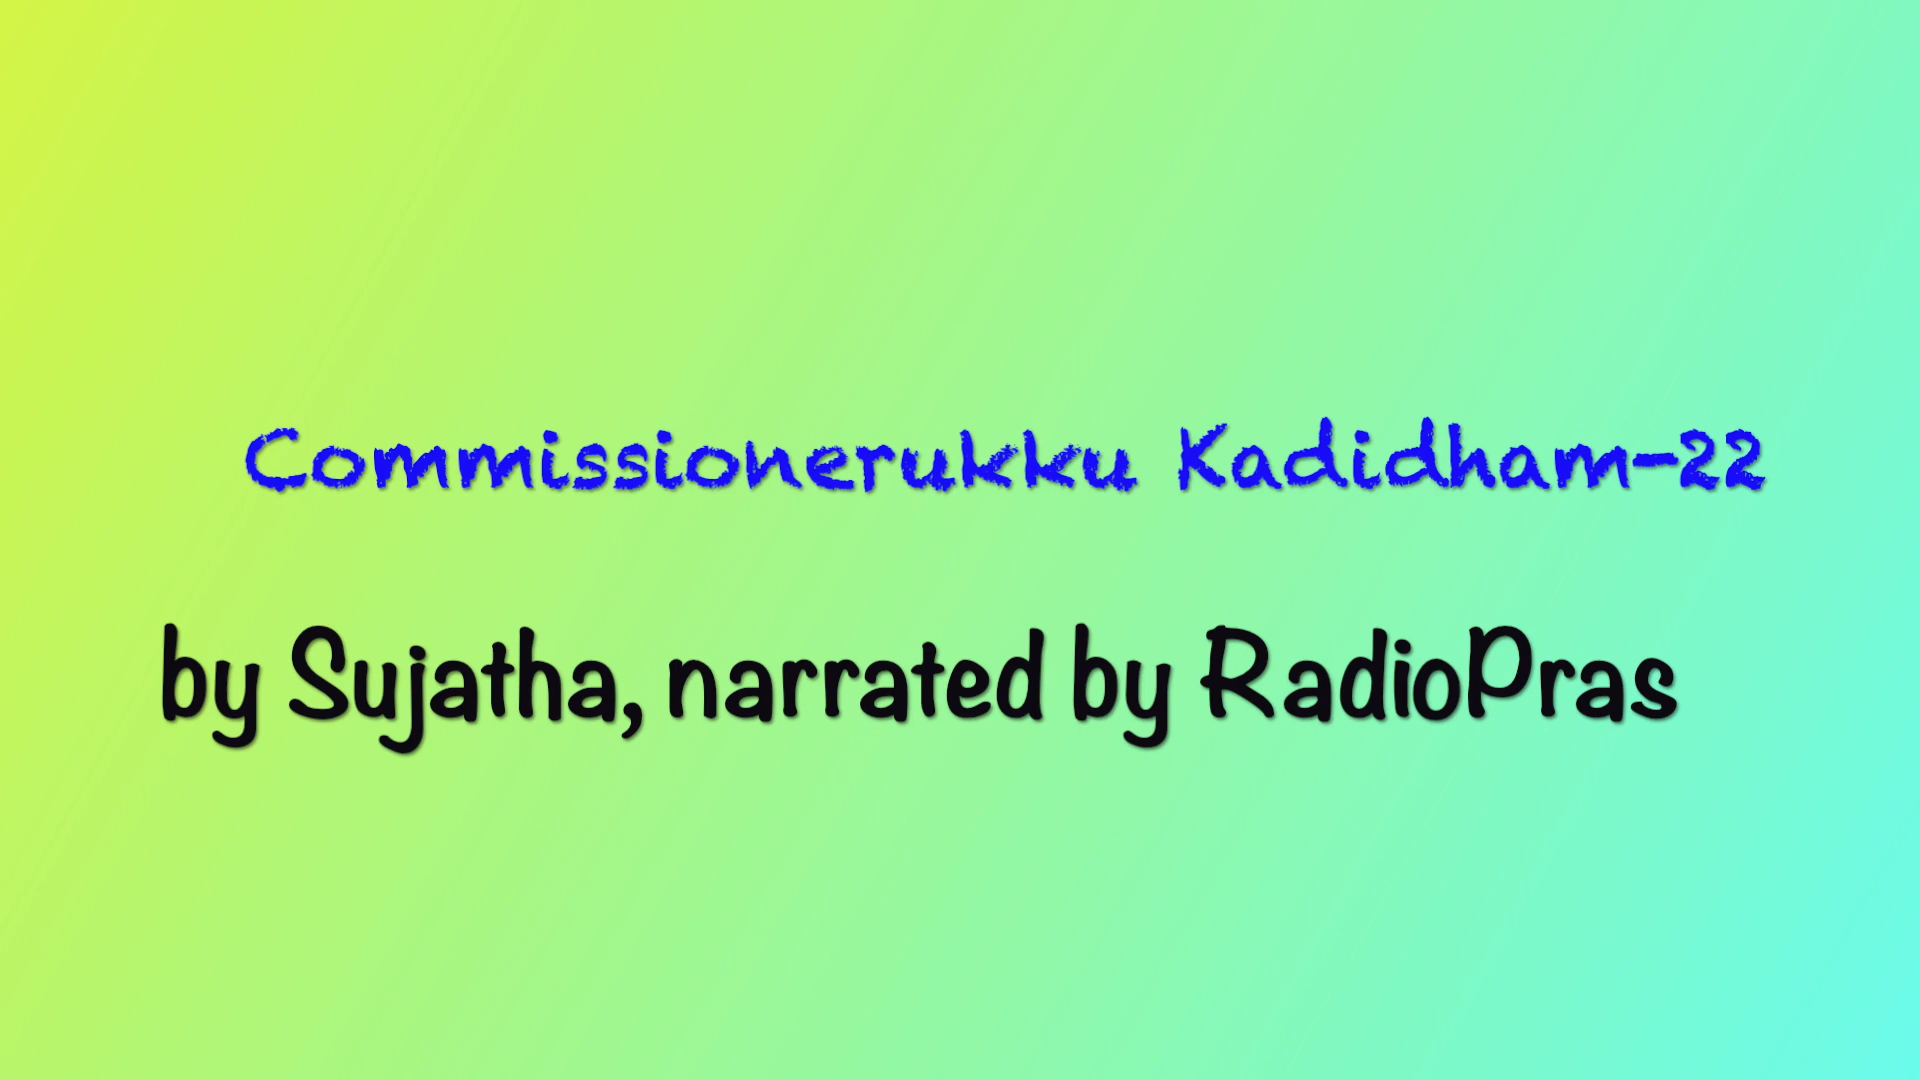 Commissionerukku Kadidham-22
by Sujatha, narrated by RadioPras